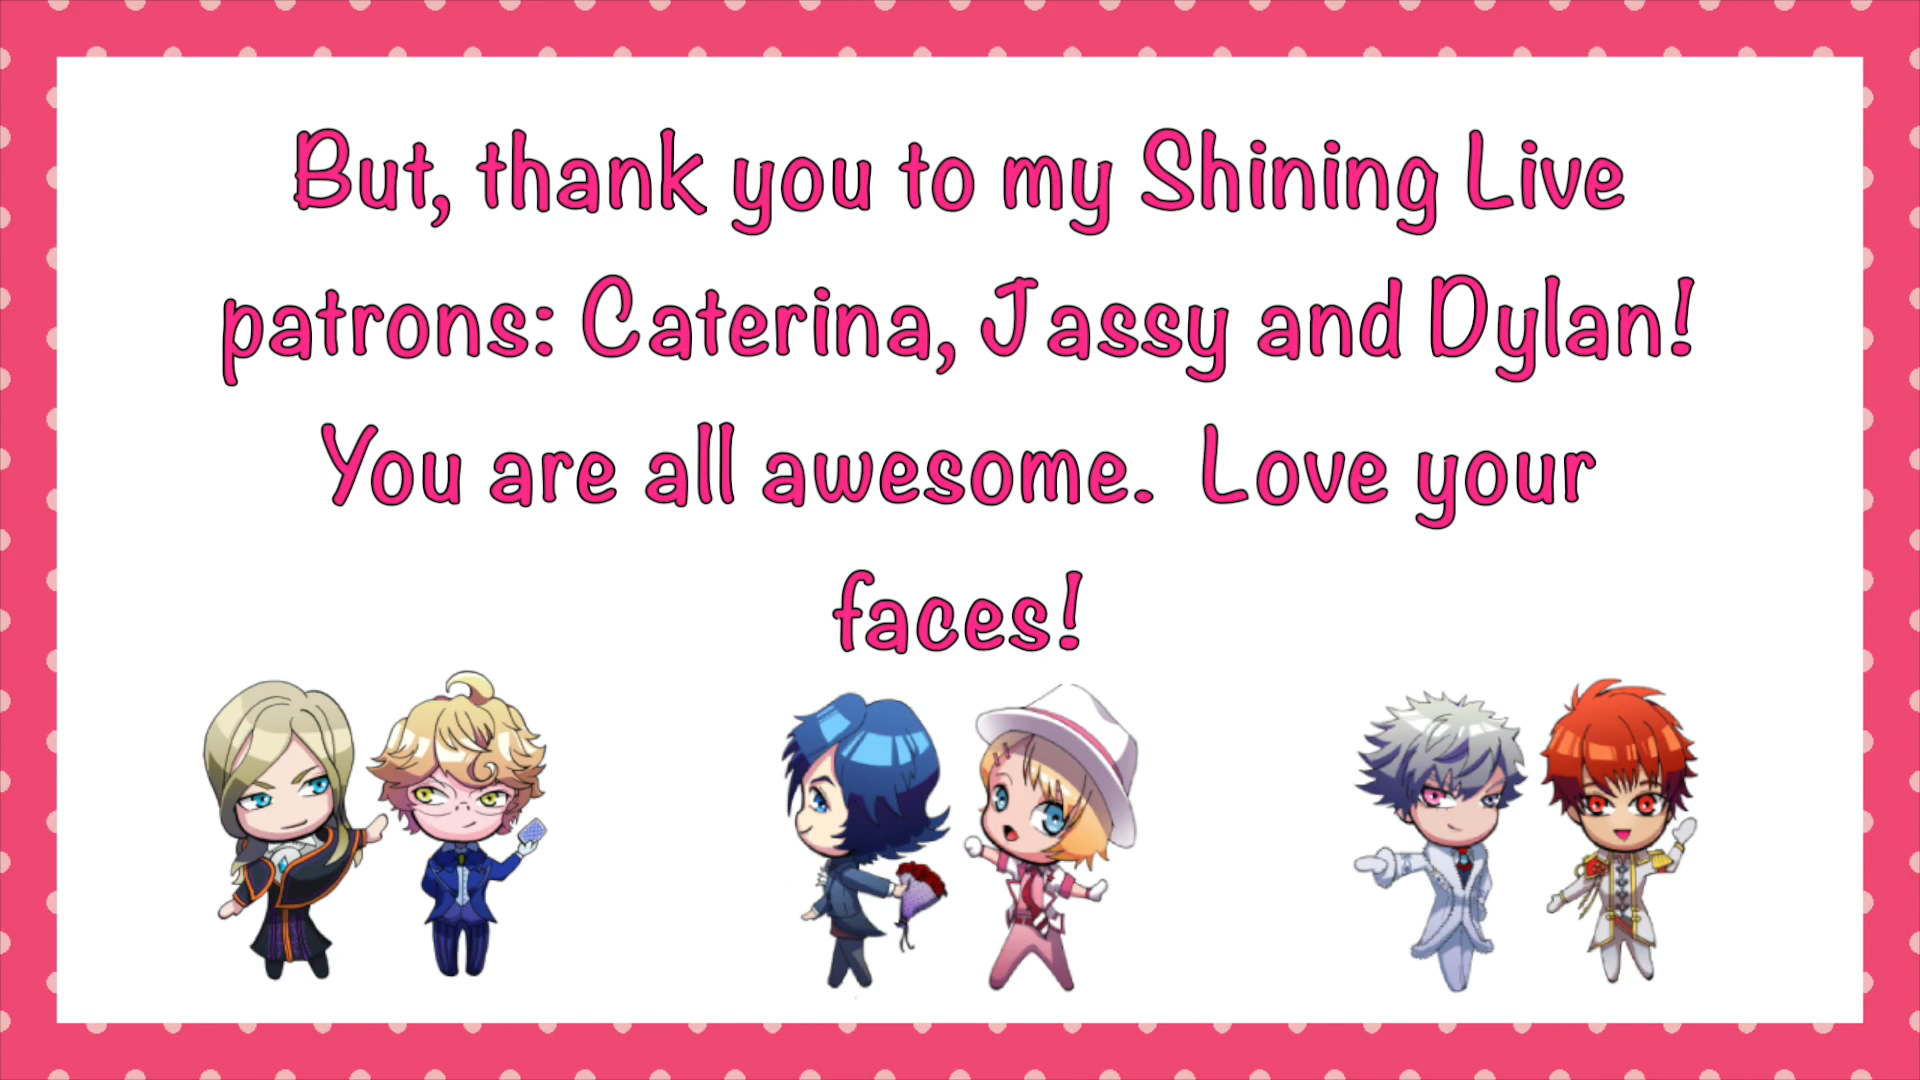 But, thank you to my Shining Live
patrons: Caterina, Jassy and Dylan!
You are all awesome.  Love your
faces!